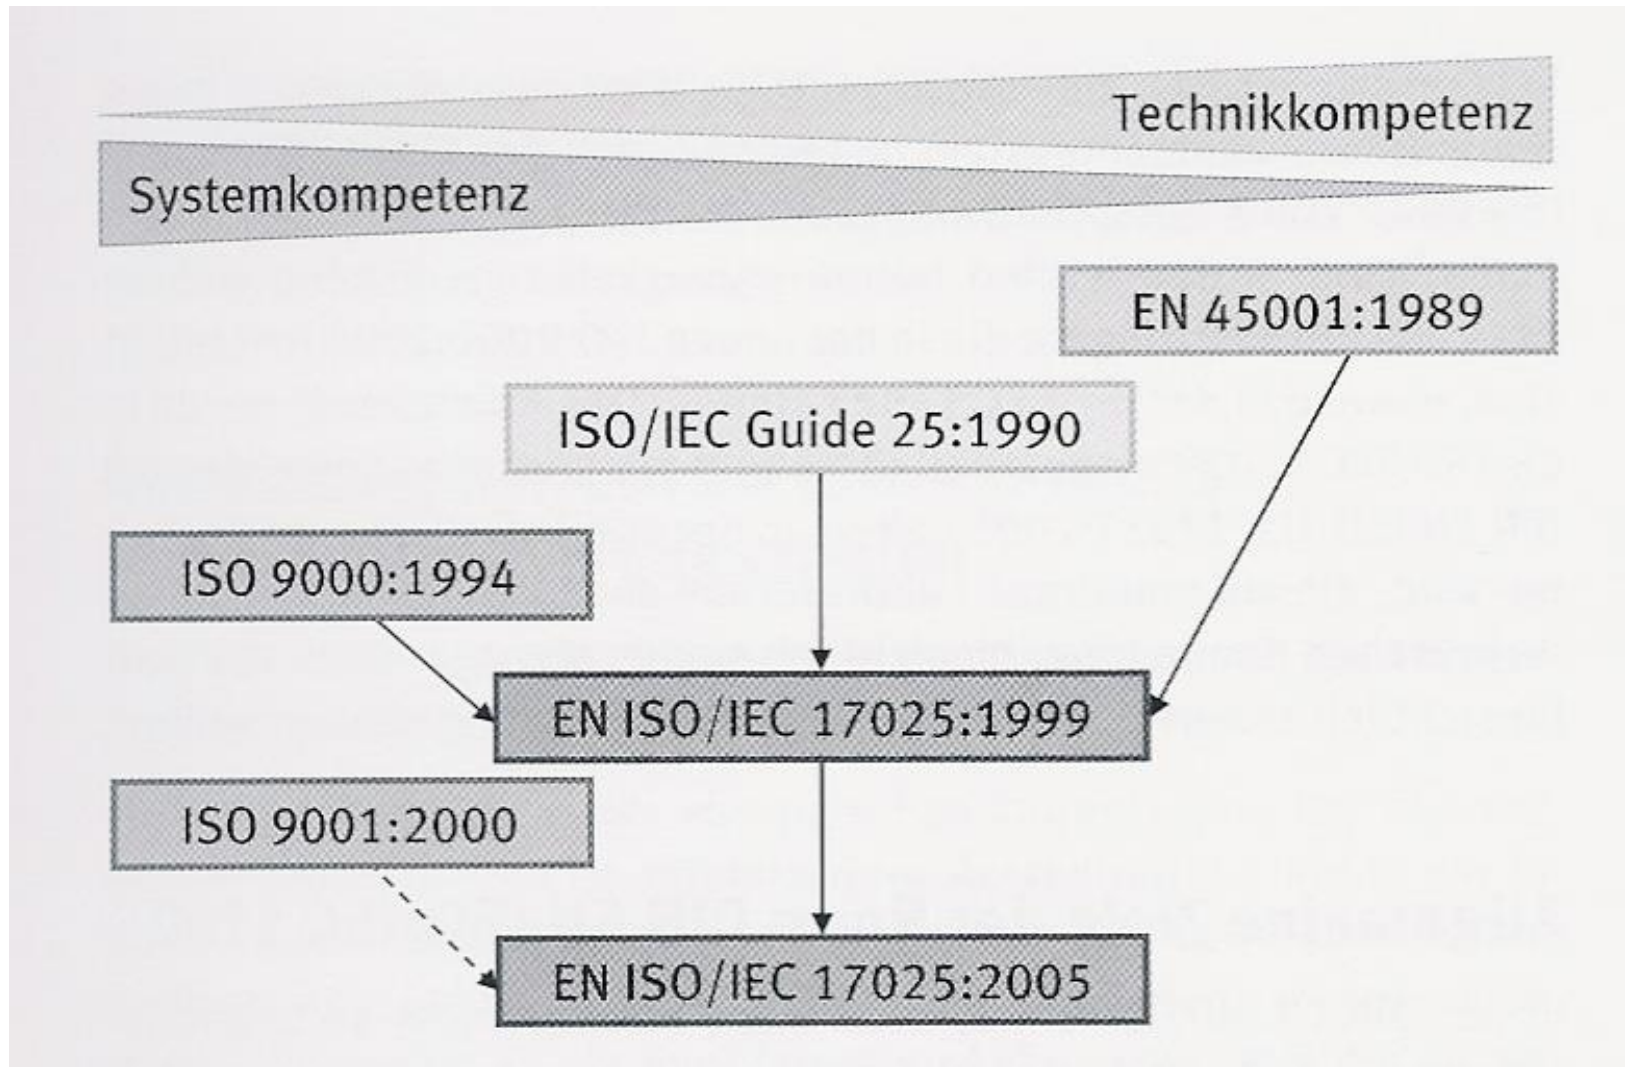 Technikkompetenz
Systemkompetenz
EN 45001:1989
ISO/IEC Guide 25:1990
ISO 9000:1994
EN ISO/IEC 17025:1999
ISO 9001:2000
EN ISO/IEC 17025:2005